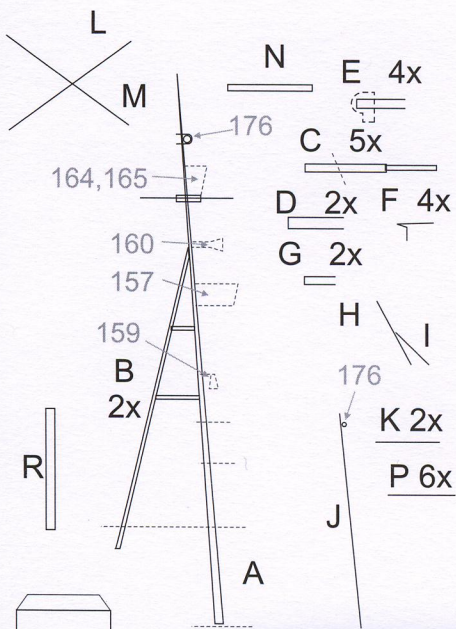 L
N
M
E 4x
176
C 5x
164,165
D 2x
F 4x
160
G 2x
157
H
159
I
B
2x
176
K 2x
R
P 6x
J
A